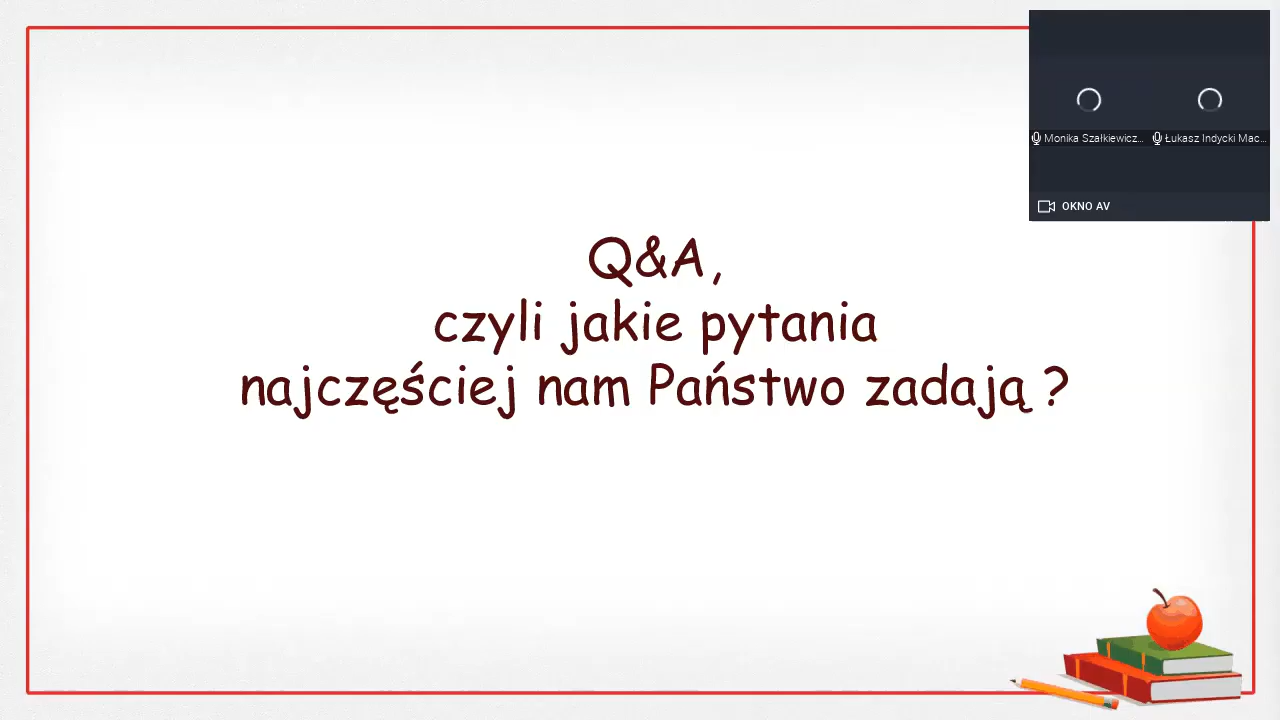 Monika Szałkiewicz...
Łukasz Indycki Mac...
OKNO AV
Q&A,
czyli jakie pytania
najczęściej nam Państwo zadają ?